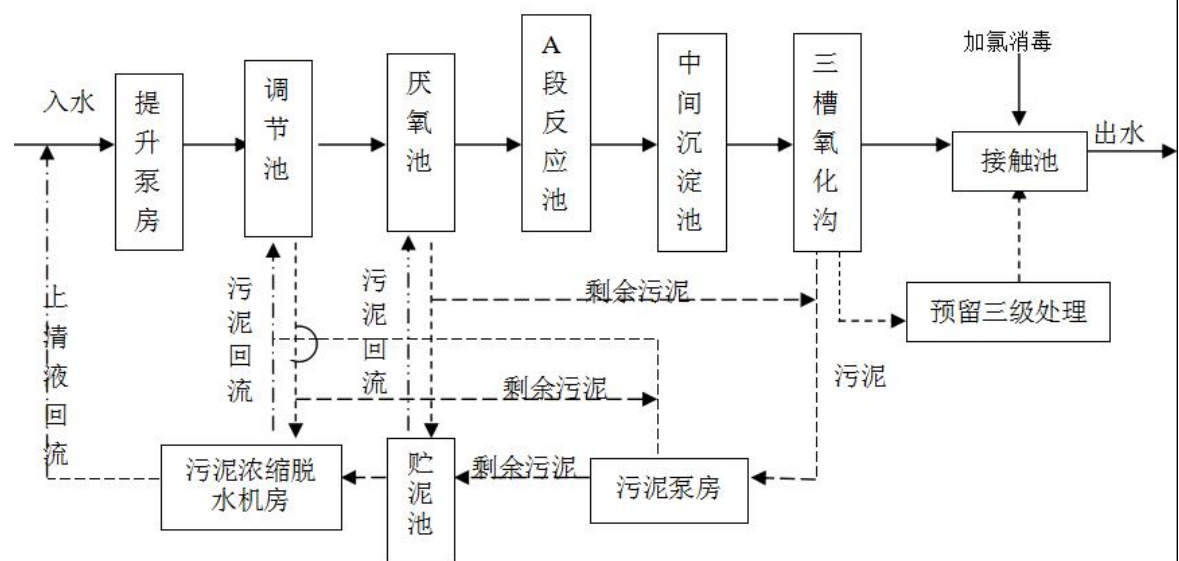 入水
提升泵房
调节池
厌氧池
A段反应池
中间沉淀池
三槽氧化沟
加氯消毒
接触池
出水
上清液回流
污泥回流
污泥回流
剩余污泥
预留三级处理
污泥
剩余污泥
污泥浓缩脱
水机房
贮泥池
剩余污泥
污泥泵房